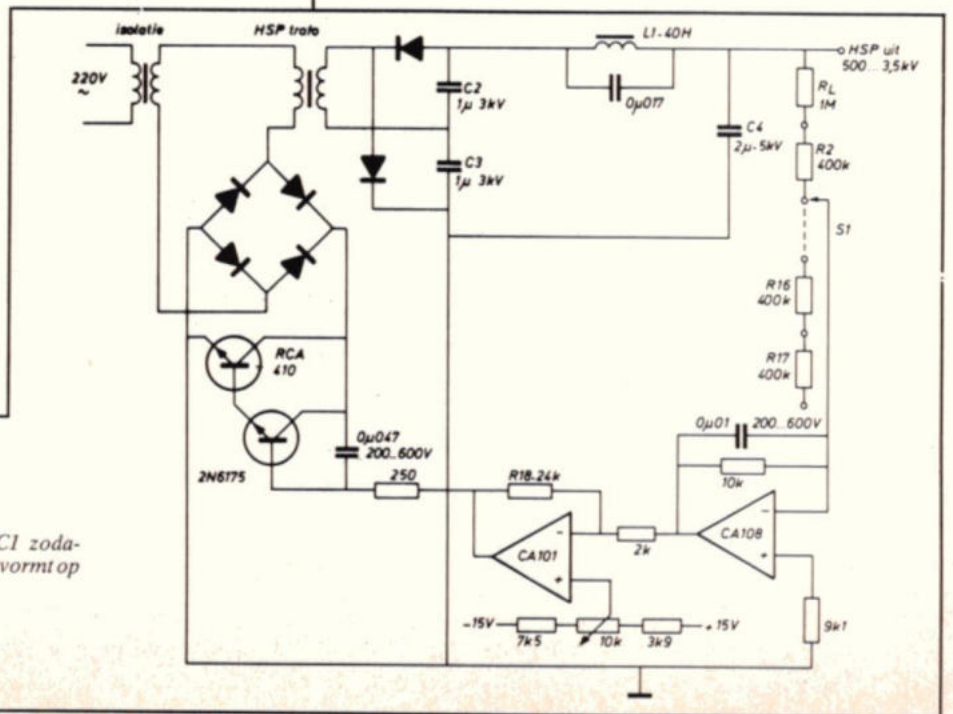 isolatie
HSP trafo
L1-40H
220V
~
HSP uit
500...3,5kV
C2
1µ 3kV
0µ017
RL
1M
C4
2µ-5kV
R2
400k
C3
1µ 3kV
S1
R16
400k
RCA
410
R17
400k
0µ01 200-600V
0µ047
200..600V
2N6175
250
R18-24k
10k
-
CA108
+
2k
-
CA101
+
C1 zoda-
vormt op
-15V
7k5
10k
3k9
+15V
9k1